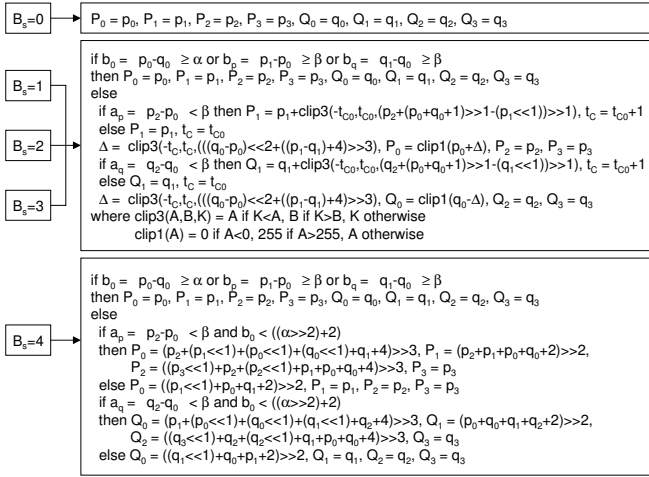 B_s=0
P_0 = p_0, P_1 = p_1, P_2 = p_2, P_3 = p_3, Q_0 = q_0, Q_1 = q_1, Q_2 = q_2, Q_3 = q_3
B_s=1
B_s=2
B_s=3
if b_0 = p_0-q_0 ≥ α or b_p = p_1-p_0 ≥ β or b_q = q_1-q_0 ≥ β
then P_0 = p_0, P_1 = p_1, P_2 = p_2, P_3 = p_3, Q_0 = q_0, Q_1 = q_1, Q_2 = q_2, Q_3 = q_3
else
if a_p = p_2-p_0 < β then P_1 = p_1+clip3(-t_C0,t_C0,(p_2+(p_0+q_0+1)>>1-(p_1<<1))>>1), t_C = t_C0+1
else P_1 = p_1, t_C = t_C0
Δ = clip3(-t_C,t_C,(((q_0-p_0)<<2+((p_1-q_1)+4)>>3), P_0 = clip1(p_0+Δ), P_2 = p_2, P_3 = p_3
if a_q = q_2-q_0 < β then Q_1 = q_1+clip3(-t_C0,t_C0,(q_2+(p_0+q_0+1)>>1-(q_1<<1))>>1), t_C = t_C0+1
else Q_1 = q_1, t_C = t_C0
Δ = clip3(-t_C,t_C,(((q_0-p_0)<<2+((p_1-q_1)+4)>>3), Q_0 = clip1(q_0-Δ), Q_2 = q_2, Q_3 = q_3
where clip3(A,B,K) = A if K<A, B if K>B, K otherwise
clip1(A) = 0 if A<0, 255 if A>255, A otherwise
B_s=4
if b_0 = p_0-q_0 ≥ α or b_p = p_1-p_0 ≥ β or b_q = q_1-q_0 ≥ β
then P_0 = p_0, P_1 = p_1, P_2 = p_2, P_3 = p_3, Q_0 = q_0, Q_1 = q_1, Q_2 = q_2, Q_3 = q_3
else
if a_p = p_2-p_0 < β and b_0 < ((α>>2)+2)
then P_0 = (p_2+(p_1<<1)+(p_0<<1)+(q_0<<1)+q_1+4)>>3, P_1 = (p_2+p_1+p_0+q_0+2)>>2,
P_2 = ((p_3<<1)+p_2+(p_2<<1)+p_1+p_0+q_0+4)>>3, P_3 = p_3
else P_0 = ((p_1<<1)+p_0+q_1+2)>>2, P_1 = p_1, P_2 = p_2, P_3 = p_3
if a_q = q_2-q_0 < β and b_0 < ((α>>2)+2)
then Q_0 = (p_1+(p_0<<1)+(q_0<<1)+(q_1<<1)+q_2+4)>>3, Q_1 = (p_0+q_0+q_1+q_2+2)>>2,
Q_2 = ((q_3<<1)+q_2+(q_2<<1)+q_1+p_0+q_0+4)>>3, Q_3 = q_3
else Q_0 = ((q_1<<1)+q_0+p_1+2)>>2, Q_1 = q_1, Q_2 = q_2, Q_3 = q_3